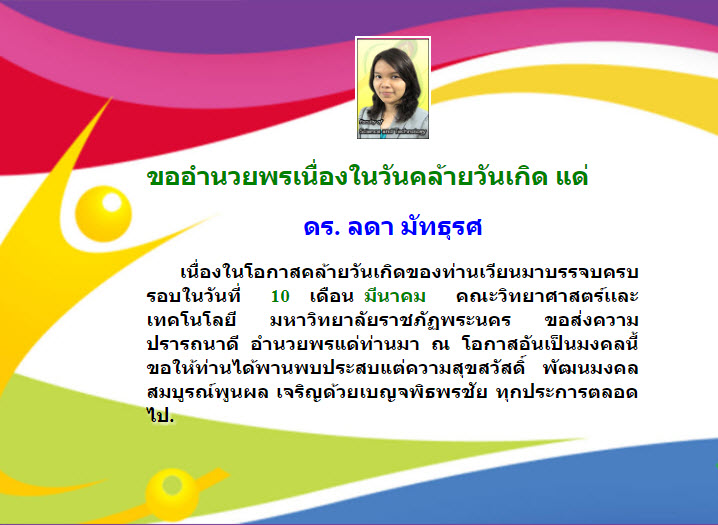 Faculty of
Science and Technology
ขออำนวยพรเนื่องในวันคล้ายวันเกิด แด่
ดร. ลดา มัทธุรศ
เนื่องในโอกาสคล้ายวันเกิดของท่านเวียนมาบรรจบครบ
รอบในวันที่ 10 เดือน มีนาคม คณะวิทยาศาสตร์และ
เทคโนโลยี มหาวิทยาลัยราชภัฏพระนคร ขอส่งความ
ปรารถนาดี อำนวยพรแด่ท่านมา ณ โอกาสอันเป็นมงคลนี้
ขอให้ท่านได้พานพบประสบแต่ความสุขสวัสดิ์ พัฒนมงคล
สมบูรณ์พูนผล เจริญด้วยเบญจพิธพรชัย ทุกประการตลอด
ไป.